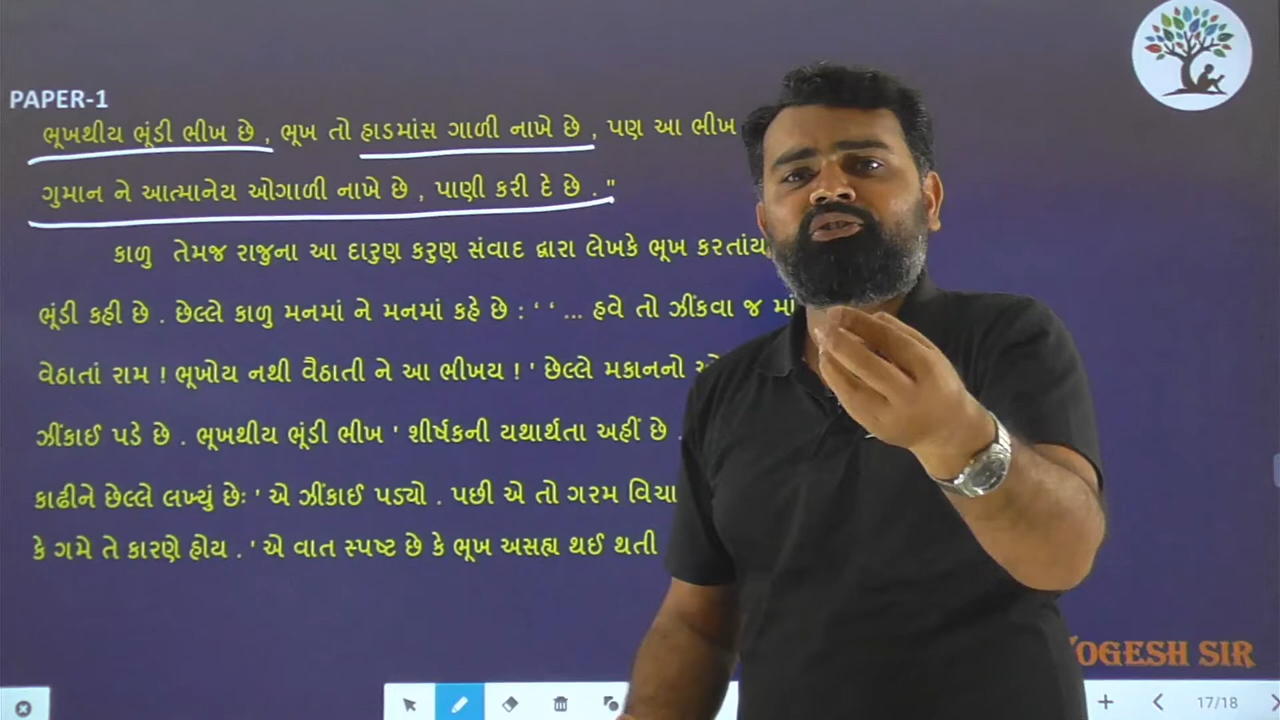 PAPER-1
ભૂખથીય ભૂંડી ભીખ છે , ભૂખ તો હાડમાંસ ગાળી નાખે છે , પણ આ ભીખ
ગુમાન ને આત્માનેય ઓગાળી નાખે છે , પાણી કરી દે છે . "
કાળુ તેમજ રાજુના આ દારુણ કરુણ સંવાદ દ્વારા લેખકે ભૂખ કરતાંય
ભૂંડી કહી છે . છેલ્લે કાળુ મનમાં ને મનમાં કહે છે : ‘ ‘ ... હવે તો ઝીંકવા જ
વેઠાતાં રામ ! ભૂખોય નથી વૈઠાતી ને આ ભીખય ! ' છેલ્લે મકાનનો
ઝીંકાઈ પડે છે . ભૂખથીય ભૂંડી ભીખ ' શીર્ષકની યથાર્થતા અહીં છે .
કાઢીને છેલ્લે લખ્યું છેઃ ' એ ઝીંકાઈ પડ્યો . પછી એ તો ગરમ
કે ગમે તે કારણે હોય . ' એ વાત સ્પષ્ટ છે કે ભૂખ અસહ્ય થઈ થતી
YOGESH SIR
17/18